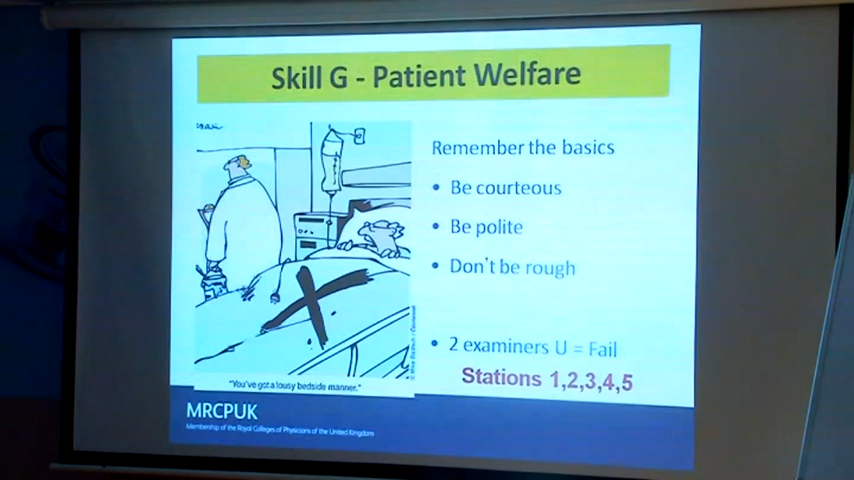 Skill G - Patient Welfare
Remember the basics
• Be courteous
• Be polite
• Don't be rough
• 2 examiners U = Fail
Stations 1,2,3,4,5
"You've got a lousy bedside manner."
MRCPUK
Membership of the Royal Colleges of Physicians of the United Kingdom